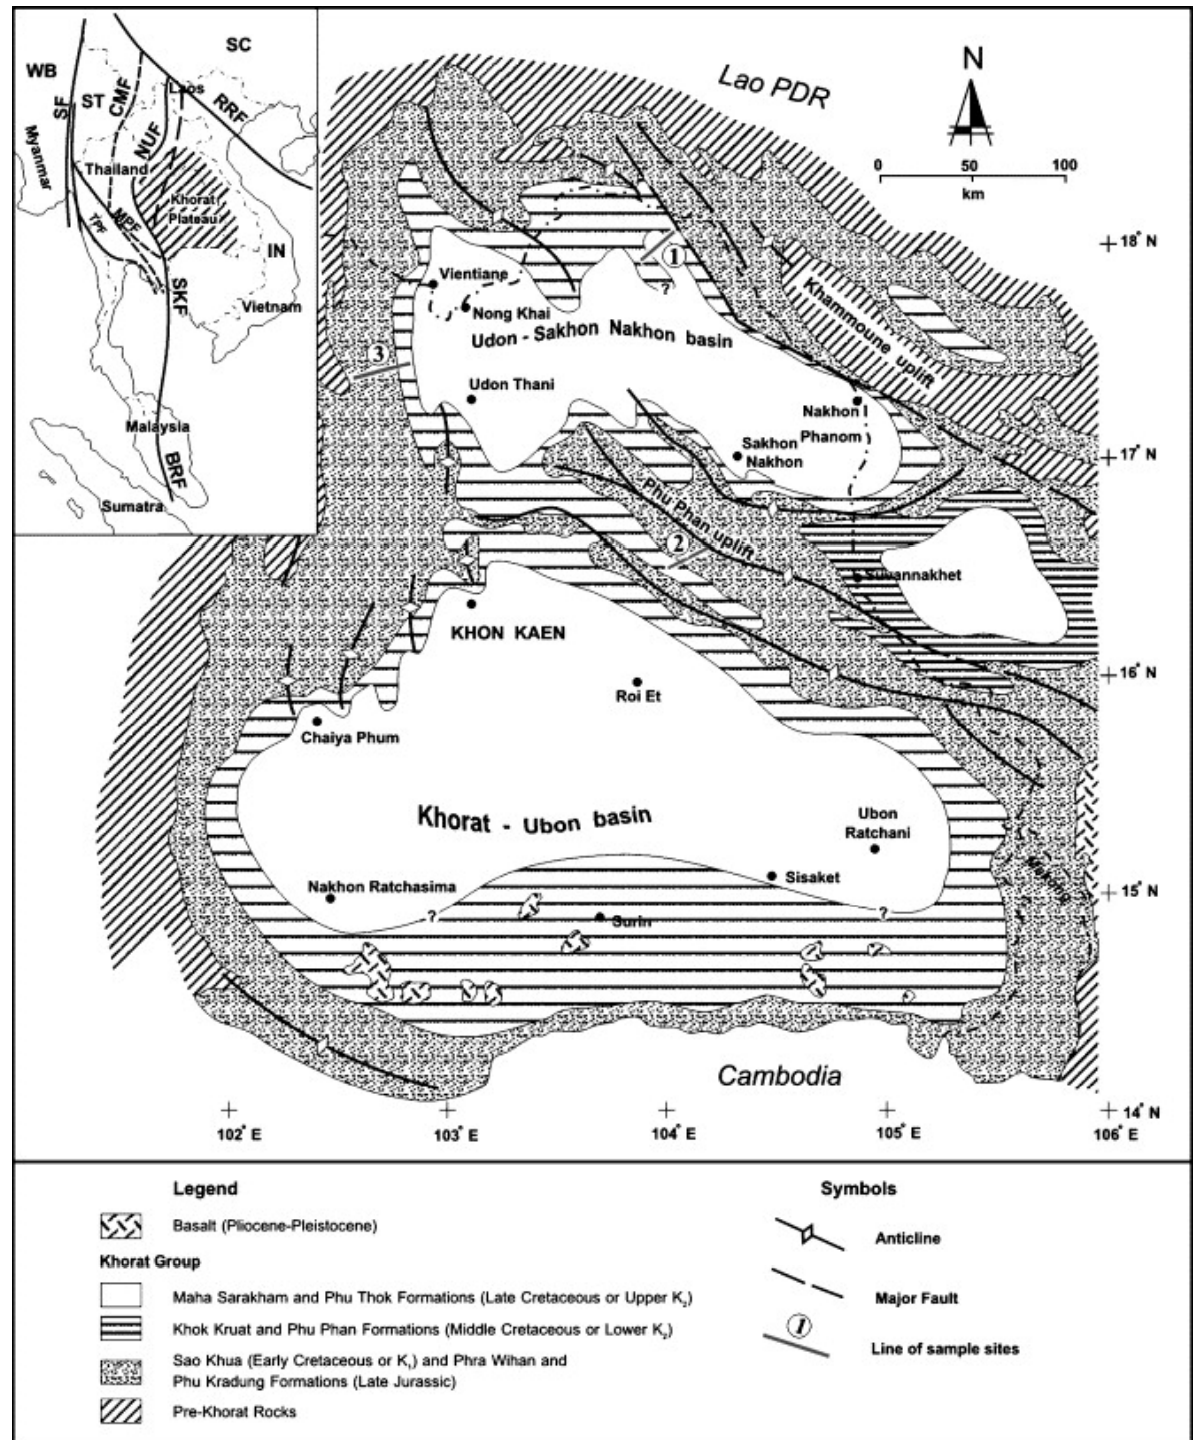 SC
WB
SF
ST
CMF
Laos
RRF
NUF
Myanmar
Thailand
Khorat
Plateau
TPF
MPF
IN
SKF
Vietnam
Malaysia
BRF
Sumatra
Lao PDR
N
0 50 100
km
18° N
1
?
Vientiane
Nong Khai
Udon - Sakhon Nakhon basin
Khammoune uplift
3
Udon Thani
Nakhon
Phanom
Sakhon
Nakhon
17° N
Phu Phan uplift
2
Suvannakhet
KHON KAEN
16° N
Roi Et
Chaiya Phum
Khorat - Ubon basin
Ubon
Ratchani
Mekong
Nakhon Ratchasima
Sisaket
15° N
?
?
Surin
Cambodia
14° N
102° E 103° E 104° E 105° E 106° E
Legend
Basalt (Pliocene-Pleistocene)
Khorat Group
Maha Sarakham and Phu Thok Formations (Late Cretaceous or Upper K₂)
Khok Kruat and Phu Phan Formations (Middle Cretaceous or Lower K₂)
Sao Khua (Early Cretaceous or K₁) and Phra Wihan and
Phu Kradung Formations (Late Jurassic)
Pre-Khorat Rocks
Symbols
Anticline
Major Fault
1
Line of sample sites